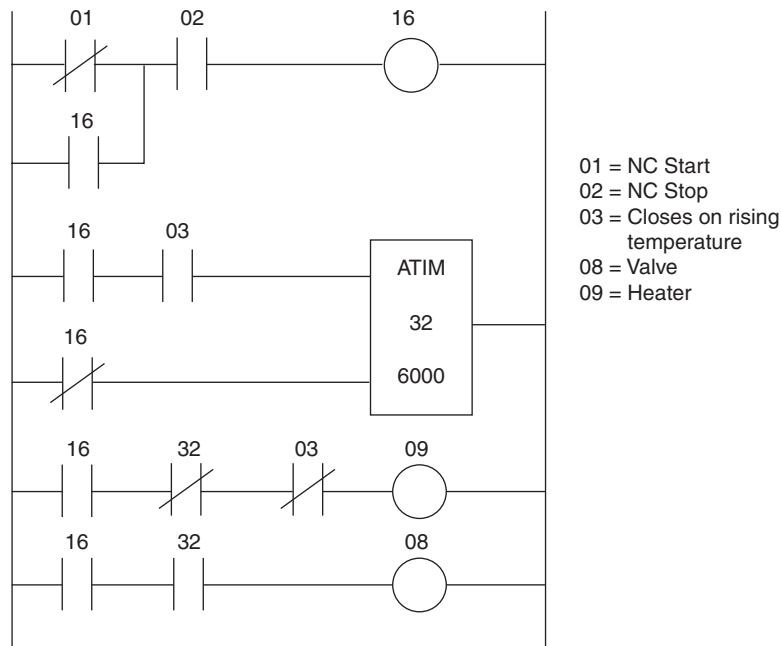 01 02 16
16
16 03
ATIM
32
6000
16
16 32 03 09
16 32 08
01 = NC Start
02 = NC Stop
03 = Closes on rising
temperature
08 = Valve
09 = Heater